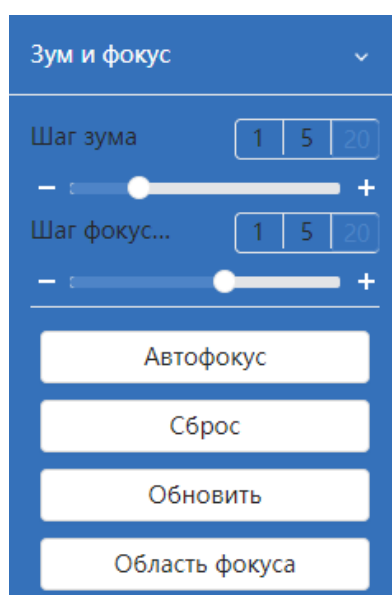 Зум и фокус
Шаг зума 1 5 20
− +
Шаг фокус... 1 5 20
− +
Автофокус
Сброс
Обновить
Область фокуса